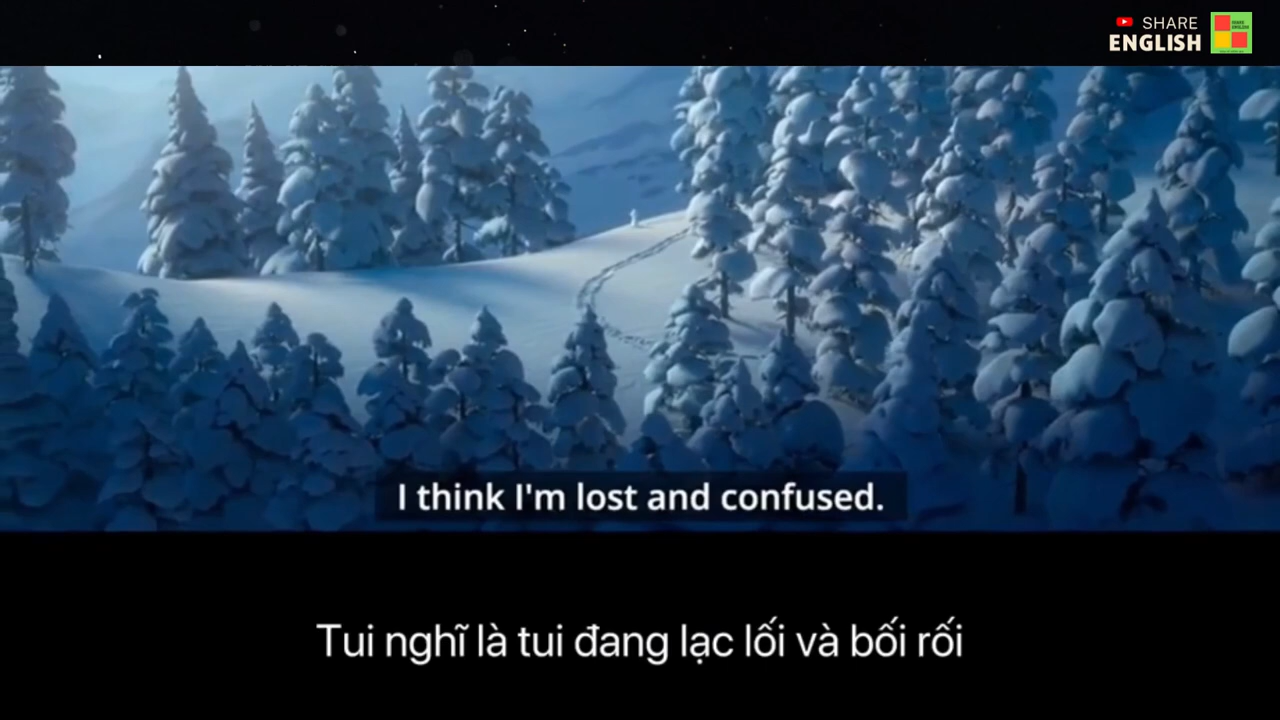 SHARE
ENGLISH
I think I'm lost and confused.
Tui nghĩ là tui đang lạc lối và bối rối